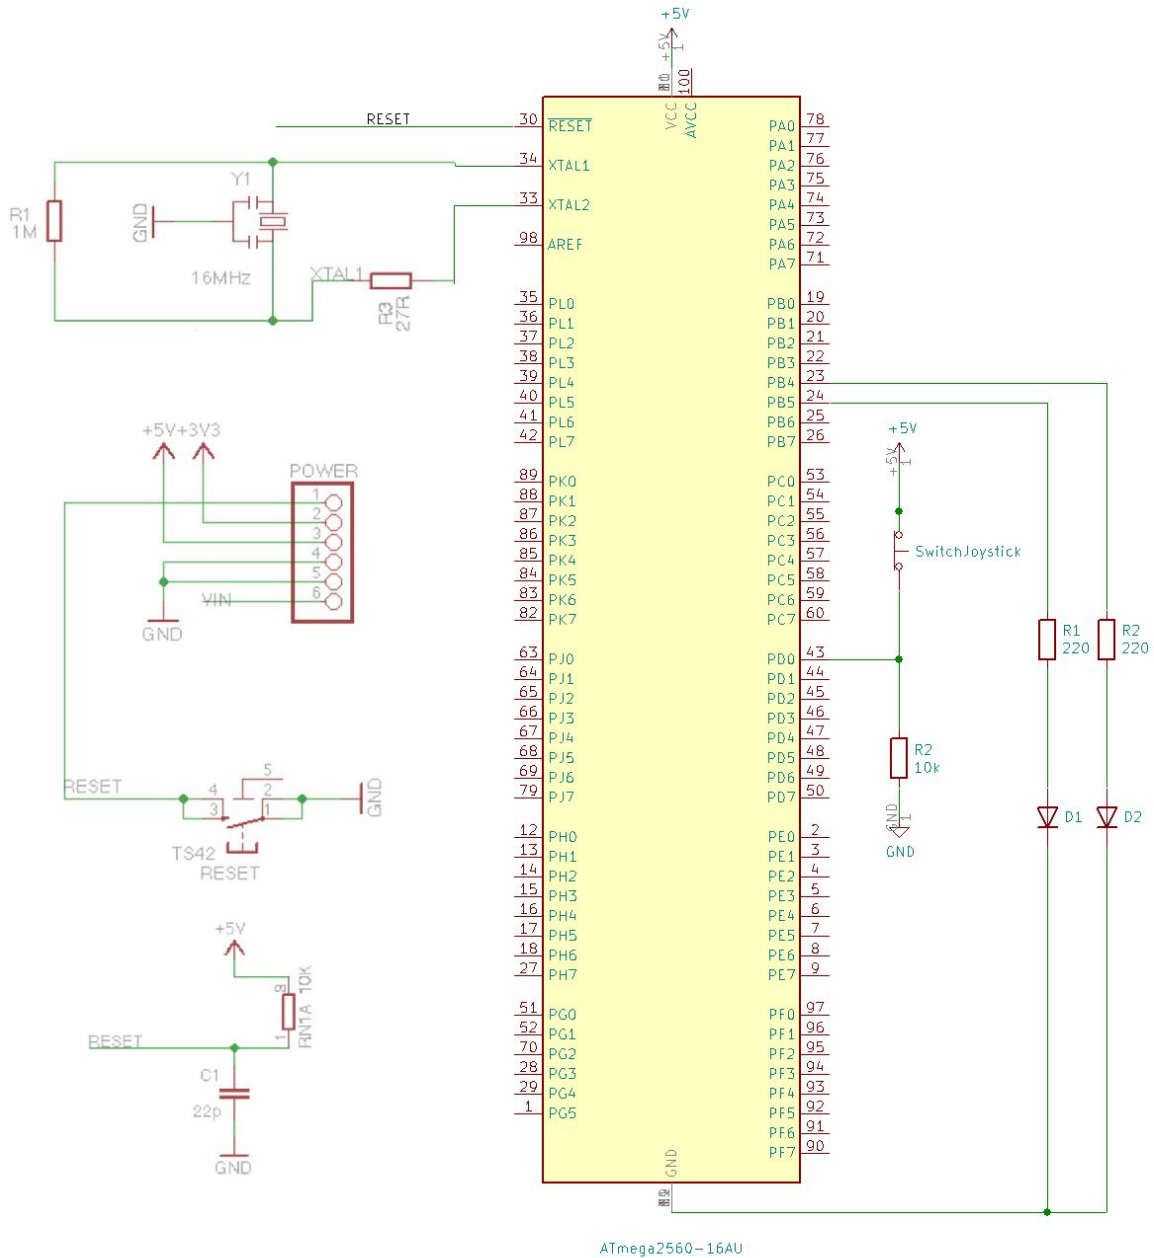 +5V
+5V
1
100
VCC
AVCC
RESET
30
RESET
34
XTAL1
33
XTAL2
98
AREF
35
PL0
36
PL1
37
PL2
38
PL3
39
PL4
40
PL5
41
PL6
42
PL7
89
PK0
88
PK1
87
PK2
86
PK3
85
PK4
84
PK5
83
PK6
82
PK7
63
PJ0
64
PJ1
65
PJ2
66
PJ3
67
PJ4
68
PJ5
69
PJ6
79
PJ7
12
PH0
13
PH1
14
PH2
15
PH3
16
PH4
17
PH5
18
PH6
27
PH7
51
PG0
52
PG1
70
PG2
28
PG3
29
PG4
1
PG5
PA0
78
PA1
77
PA2
76
PA3
75
PA4
74
PA5
73
PA6
72
PA7
71
PB0
19
PB1
20
PB2
21
PB3
22
PB4
23
PB5
24
PB6
25
PB7
26
PC0
53
PC1
54
PC2
55
PC3
56
PC4
57
PC5
58
PC6
59
PC7
60
PD0
43
PD1
44
PD2
45
PD3
46
PD4
47
PD5
48
PD6
49
PD7
50
PE0
2
PE1
3
PE2
4
PE3
5
PE4
6
PE5
7
PE6
8
PE7
9
PF0
97
PF1
96
PF2
95
PF3
94
PF4
93
PF5
92
PF6
91
PF7
90
GND
ATmega2560-16AU
Y1
R1
1M
GND
16MHz
XTAL1
R3
27R
+5V
+3V3
POWER
1
2
3
4
5
6
VIN
GND
RESET
4
3
5
2
1
GND
TS42
RESET
+5V
8
10K
RN1A
1
RESET
C1
22p
GND
+5V
+5V
1
SwitchJoystick
R2
10k
GND
1
GND
R1
220
R2
220
D1
D2